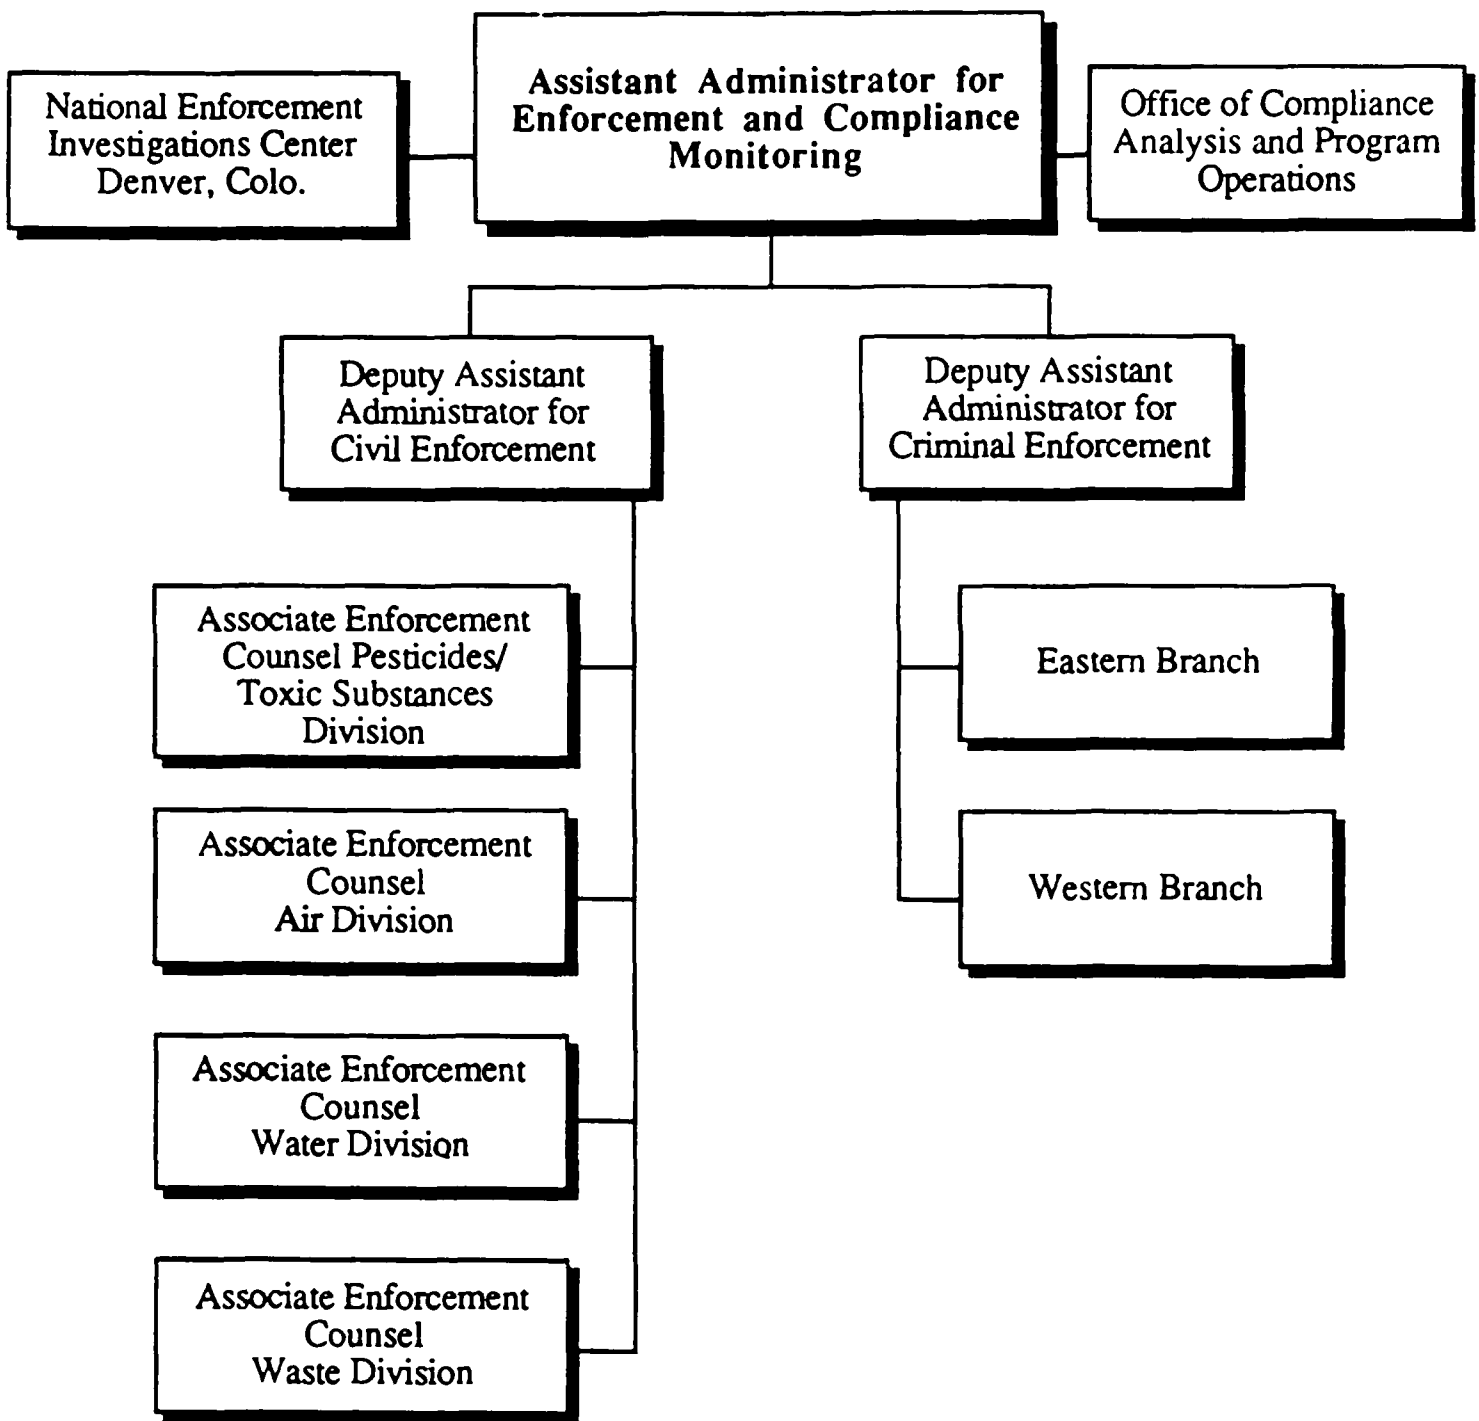 National Enforcement
Investigations Center
Denver, Colo.
Assistant Administrator for
Enforcement and Compliance
Monitoring
Office of Compliance
Analysis and Program
Operations
Deputy Assistant
Administrator for
Civil Enforcement
Deputy Assistant
Administrator for
Criminal Enforcement
Associate Enforcement
Counsel Pesticides/
Toxic Substances
Division
Eastern Branch
Associate Enforcement
Counsel
Air Division
Western Branch
Associate Enforcement
Counsel
Water Division
Associate Enforcement
Counsel
Waste Division